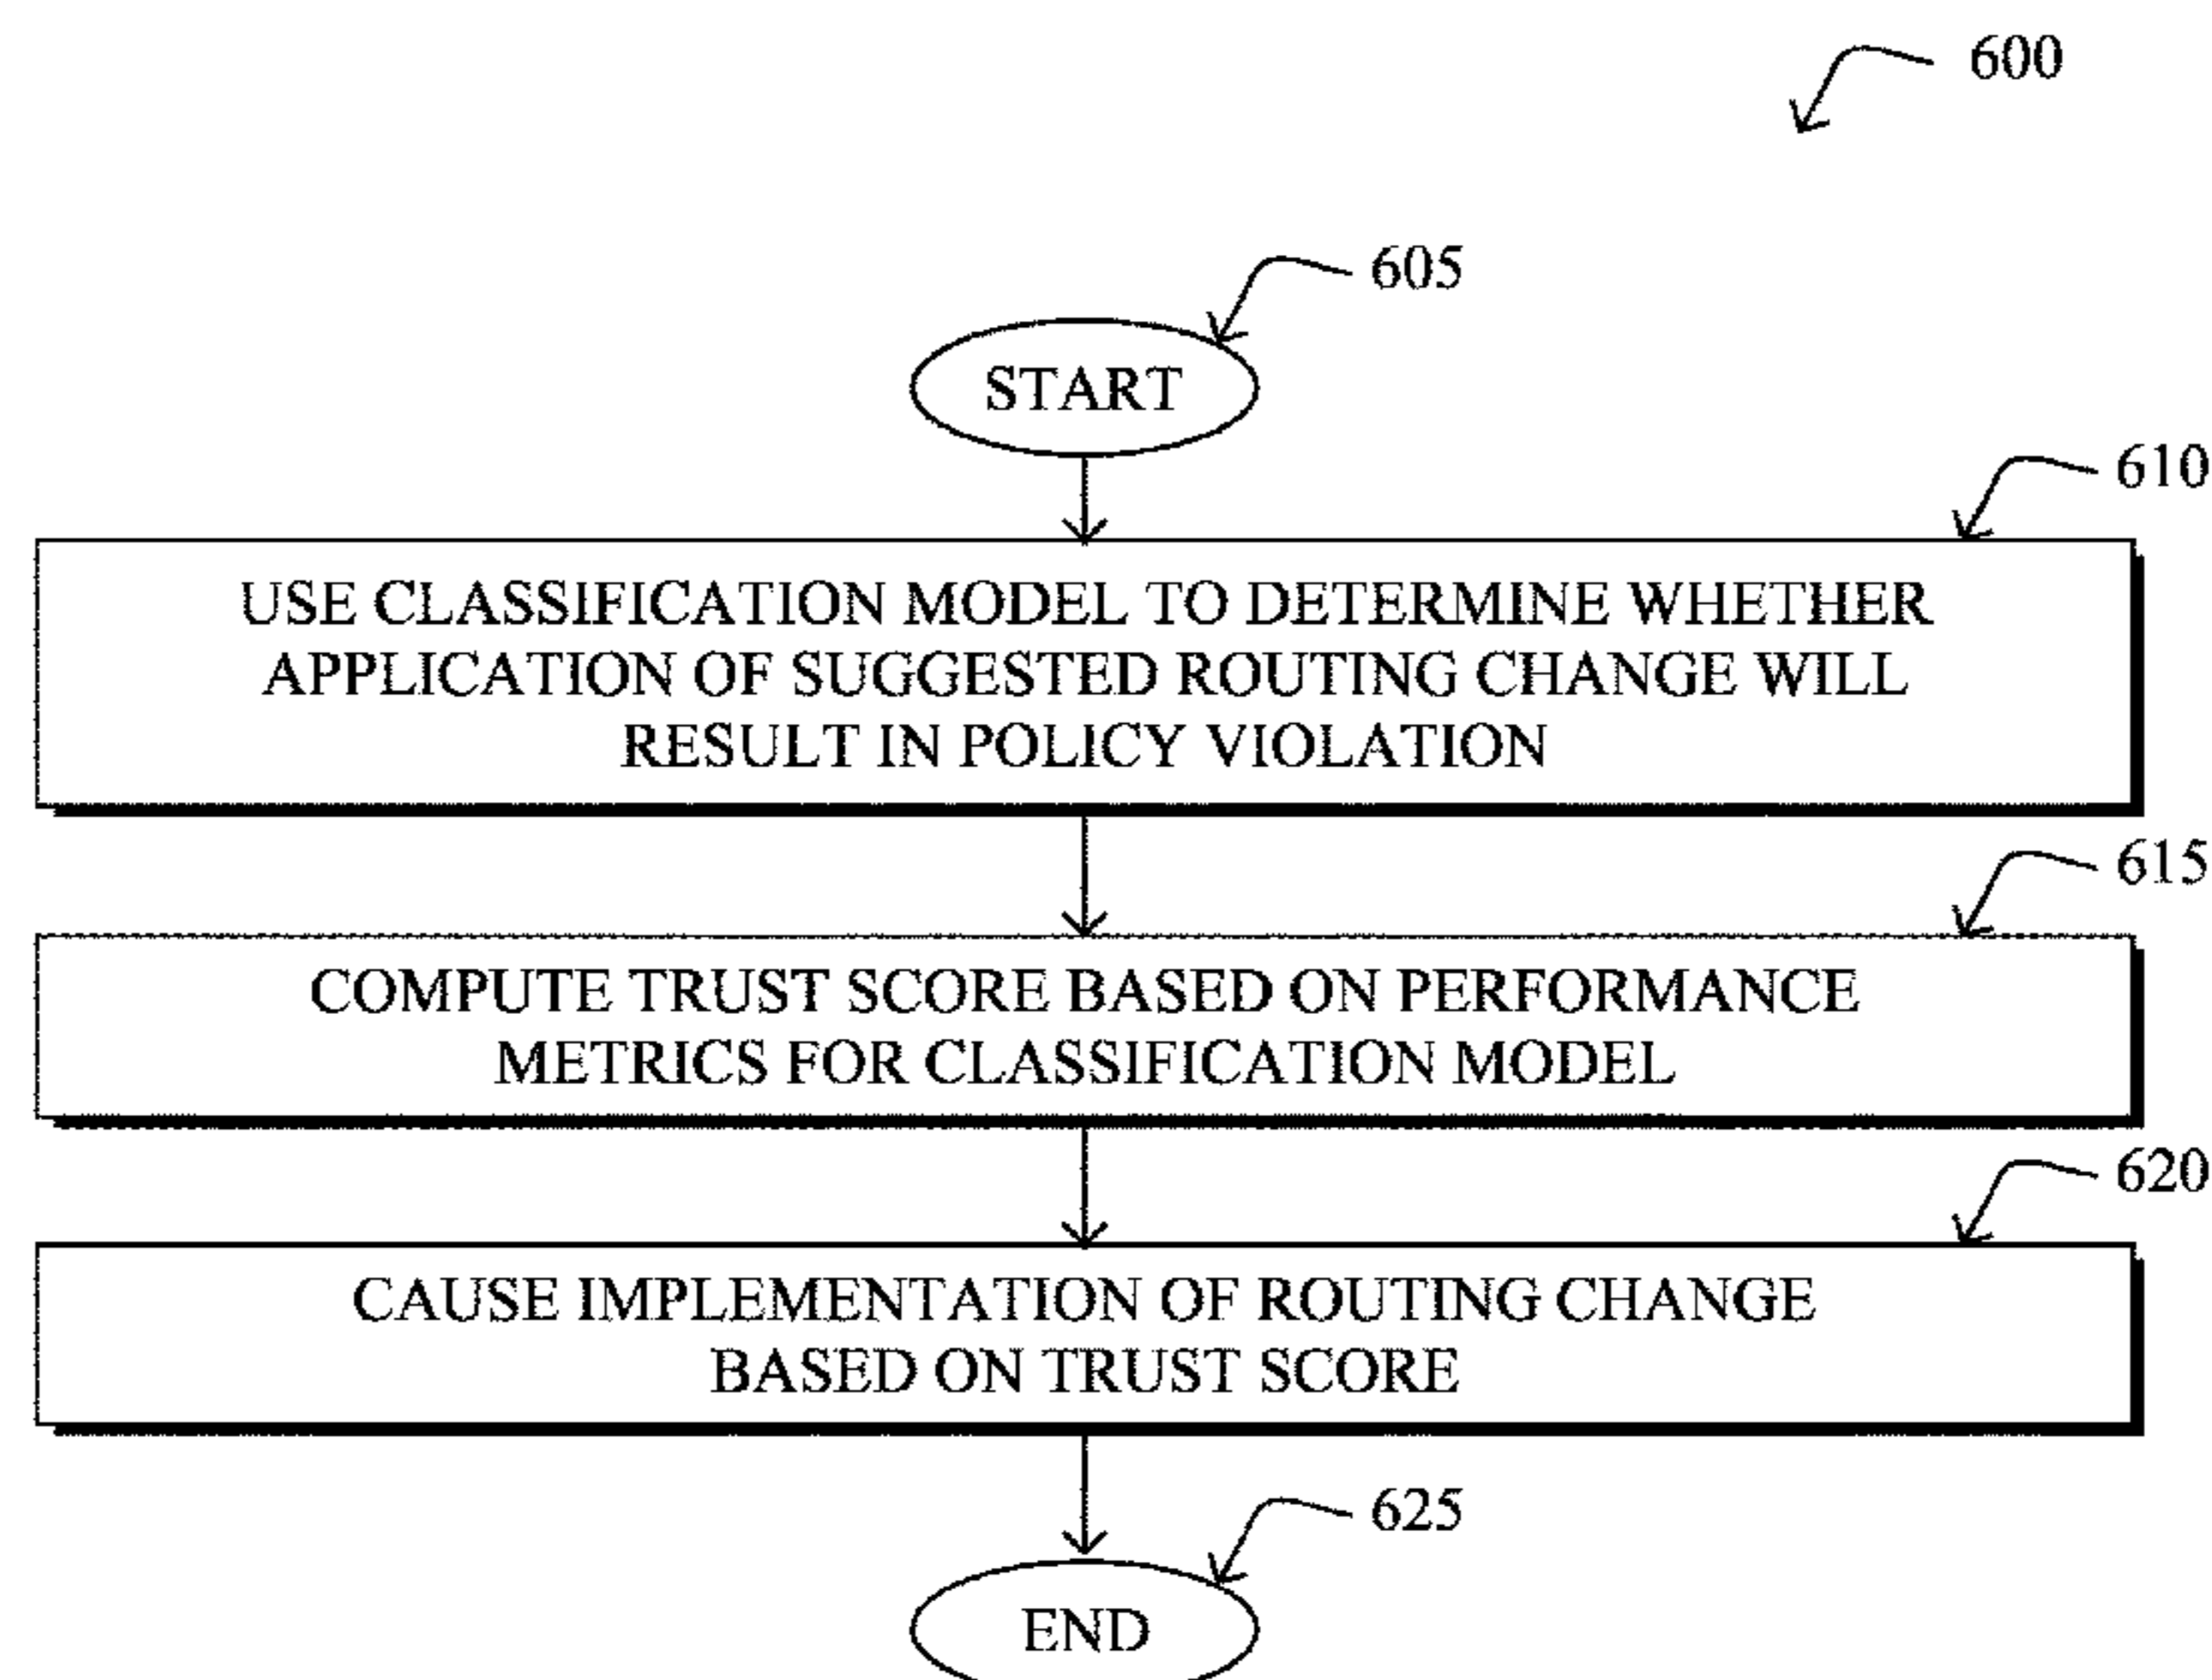 600
605
START
610
USE CLASSIFICATION MODEL TO DETERMINE WHETHER
APPLICATION OF SUGGESTED ROUTING CHANGE WILL
RESULT IN POLICY VIOLATION
615
COMPUTE TRUST SCORE BASED ON PERFORMANCE
METRICS FOR CLASSIFICATION MODEL
620
CAUSE IMPLEMENTATION OF ROUTING CHANGE
BASED ON TRUST SCORE
625
END